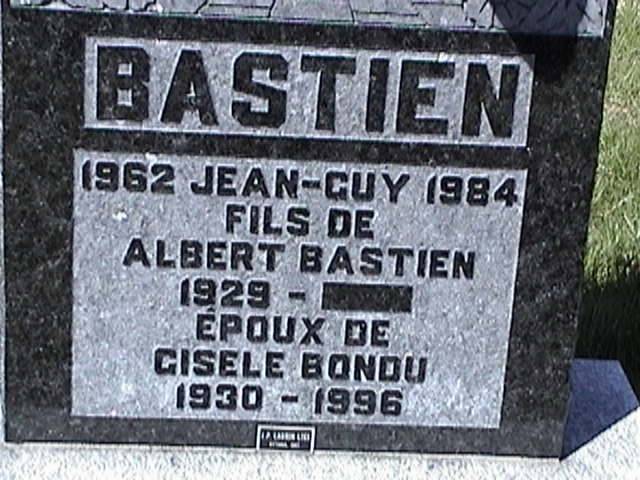 BASTIEN
1962 JEAN-GUY 1984
FILS DE
ALBERT BASTIEN
1929 -
ÉPOUX DE
GISELE BONDU
1930 - 1996